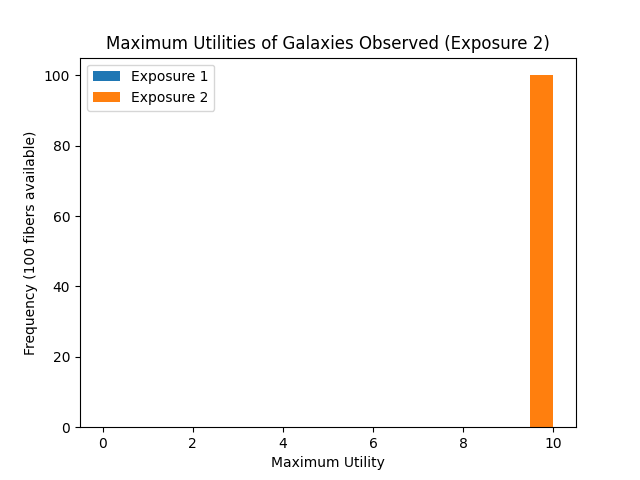 Maximum Utilities of Galaxies Observed (Exposure 2)
Exposure 1
Exposure 2
Frequency (100 fibers available)
100
80
60
40
20
0
0 2 4 6 8 10
Maximum Utility